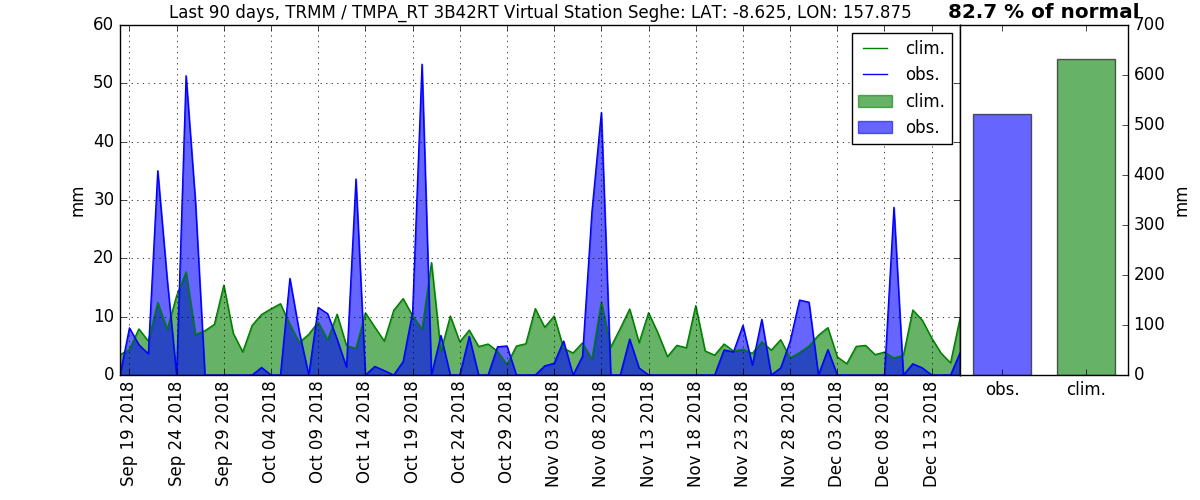 Last 90 days, TRMM / TMPA_RT 3B42RT Virtual Station Seghe: LAT: -8.625, LON: 157.875
82.7 % of normal
mm
60
50
40
30
20
10
0
clim.
obs.
clim.
obs.
700
600
500
400
300
200
100
0
mm
Sep 19 2018
Sep 24 2018
Sep 29 2018
Oct 04 2018
Oct 09 2018
Oct 14 2018
Oct 19 2018
Oct 24 2018
Oct 29 2018
Nov 03 2018
Nov 08 2018
Nov 13 2018
Nov 18 2018
Nov 23 2018
Nov 28 2018
Dec 03 2018
Dec 08 2018
Dec 13 2018
obs.
clim.